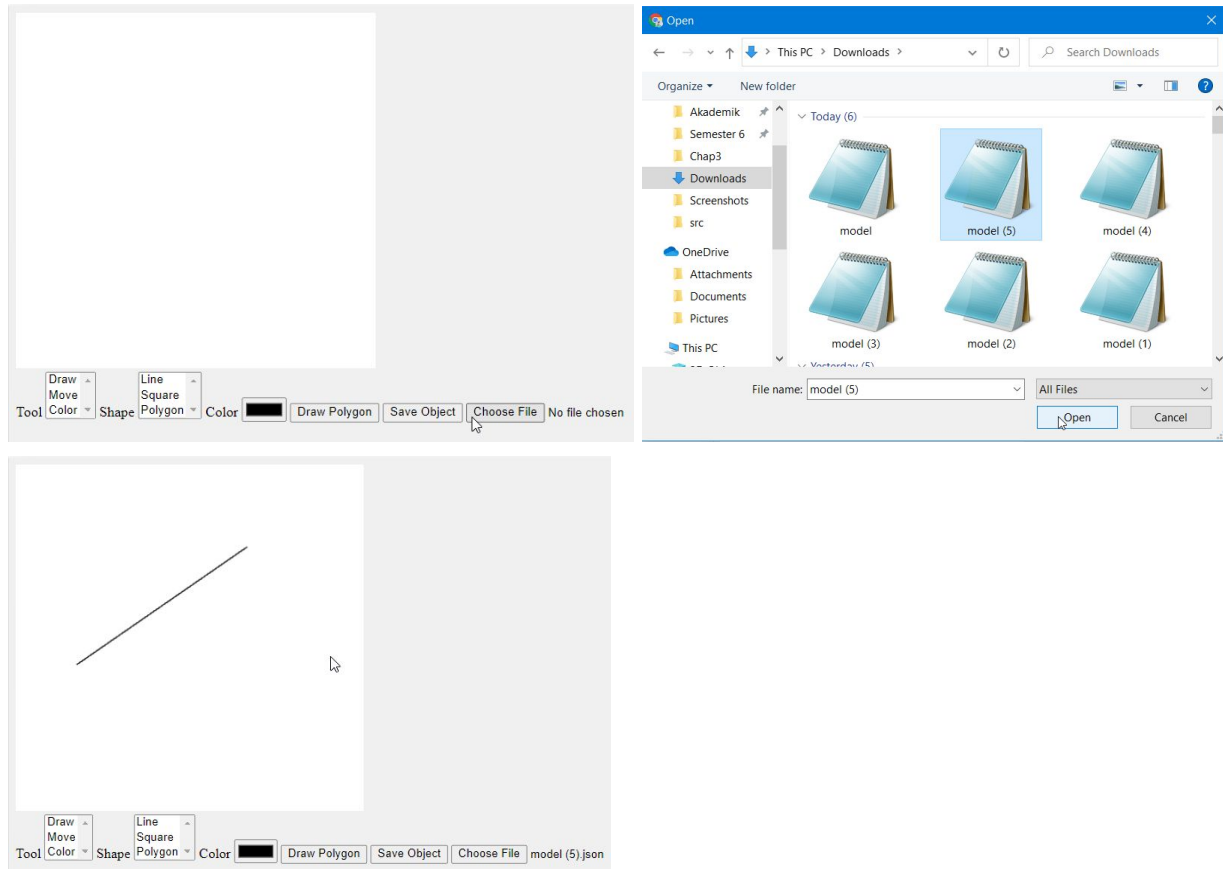 Draw
Move
Tool Color Shape
Line
Square
Polygon Color Draw Polygon Save Object Choose File No file chosen
Open
This PC > Downloads > Search Downloads
Organize New folder
Akademik
Semester 6
Chap3
Downloads
Screenshots
src
OneDrive
Attachments
Documents
Pictures
This PC
Today (6)
model model (5) model (4)
model (3) model (2) model (1)
Yesterday (5)
File name: model (5) All Files
Open Cancel
Draw
Move
Tool Color Shape
Line
Square
Polygon Color Draw Polygon Save Object Choose File model (5).json